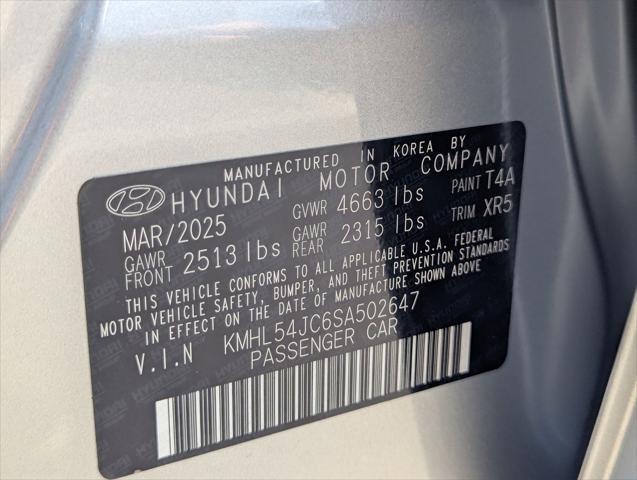 MANUFACTURED IN KOREA BY
HYUNDAI MOTOR COMPANY
MAR/2025 GVWR 4663 lbs PAINT T4A
GAWR FRONT 2513 lbs GAWR REAR 2315 lbs TRIM XR5
THIS VEHICLE CONFORMS TO ALL APPLICABLE U.S.A. FEDERAL
MOTOR VEHICLE SAFETY, BUMPER, AND THEFT PREVENTION STANDARDS
IN EFFECT ON THE DATE OF MANUFACTURE SHOWN ABOVE
V.I.N KMHL54JC6SA502647
PASSENGER CAR